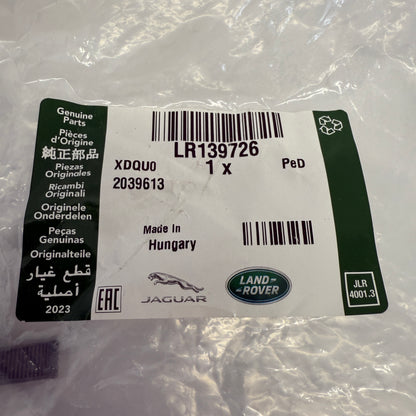 Genuine
Parts
Pièces
d'Origine
純正部品
Piezas
Originales
Ricambi
Originali
Originele
Onderdelen
Peças
Genuinas
Originalteile
قطع غيار
أصلية
2023
LR139726
XDQU0
1 x
PeD
2039613
Made In
Hungary
EAC
JAGUAR
LAND-
-ROVER
JLR
4001.3